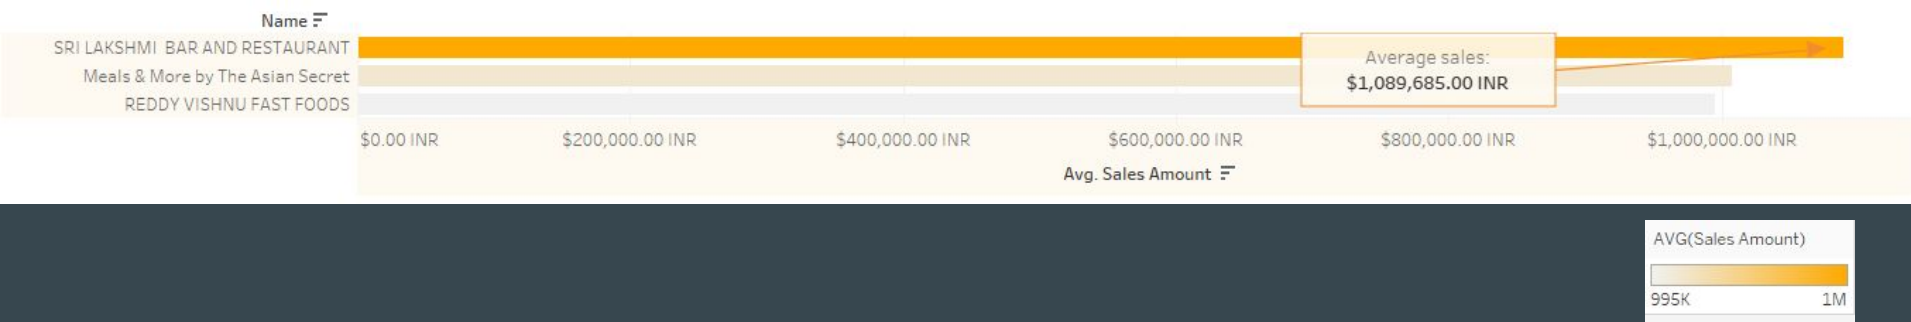 Name
SRI LAKSHMI BAR AND RESTAURANT
Meals & More by The Asian Secret
REDDY VISHNU FAST FOODS
Average sales:
$1,089,685.00 INR
$0.00 INR $200,000.00 INR $400,000.00 INR $600,000.00 INR $800,000.00 INR $1,000,000.00 INR
Avg. Sales Amount
AVG(Sales Amount)
995K 1M